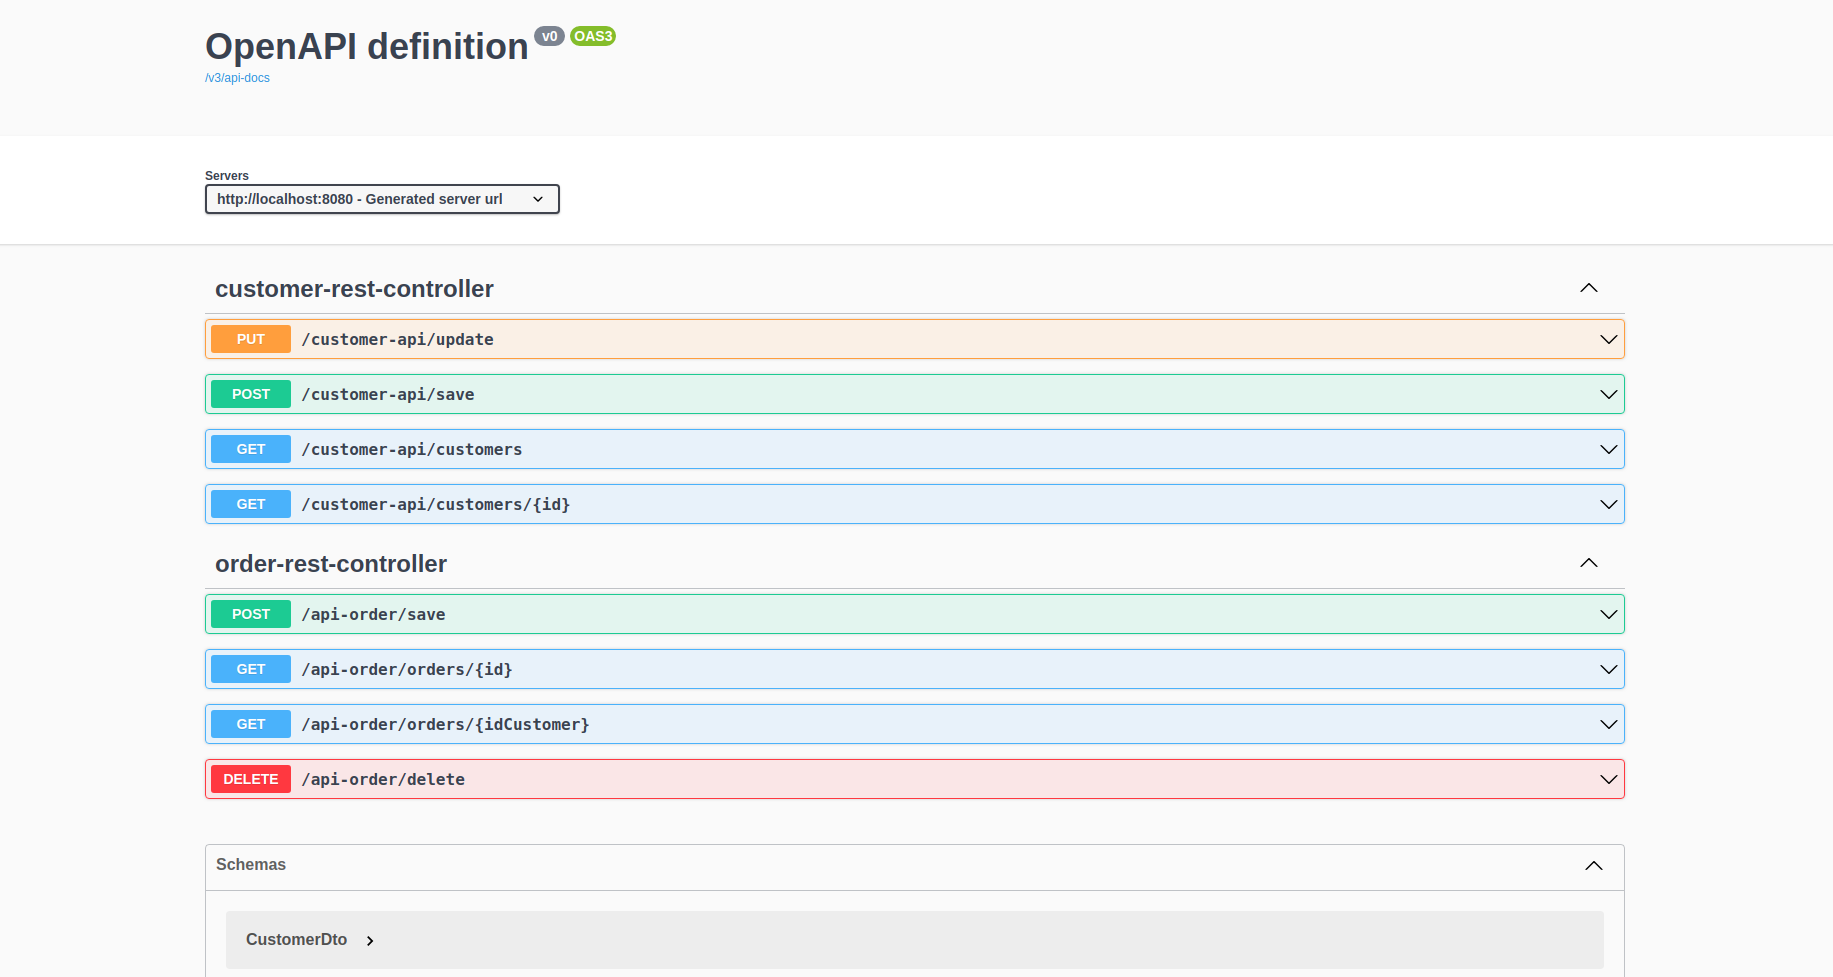 OpenAPI definition v0 OAS3
/v3/api-docs
Servers
http://localhost:8080 - Generated server url
customer-rest-controller
PUT /customer-api/update
POST /customer-api/save
GET /customer-api/customers
GET /customer-api/customers/{id}
order-rest-controller
POST /api-order/save
GET /api-order/orders/{id}
GET /api-order/orders/{idCustomer}
DELETE /api-order/delete
Schemas
CustomerDto